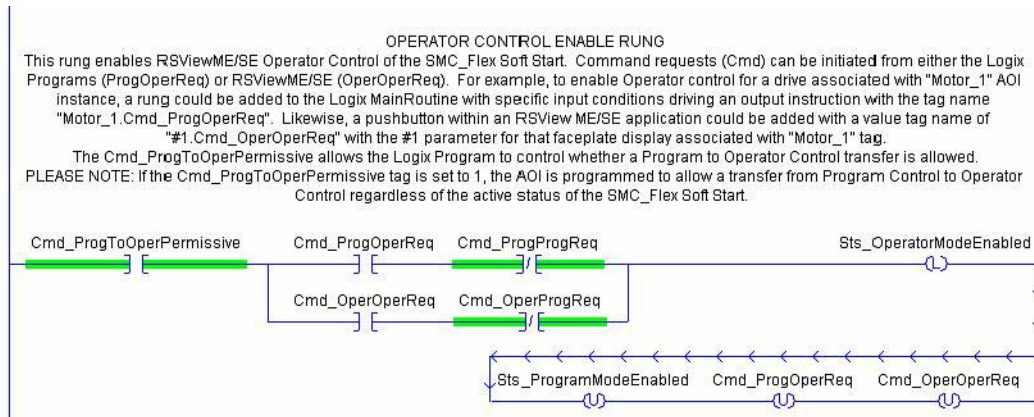 OPERATOR CONTROL ENABLE RUNG
This rung enables RSViewME/SE Operator Control of the SMC_Flex Soft Start. Command requests (Cmd) can be initiated from either the Logix
Programs (ProgOperReq) or RSViewME/SE (OperOperReq). For example, to enable Operator control for a drive associated with "Motor_1" AOI
instance, a rung could be added to the Logix MainRoutine with specific input conditions driving an output instruction with the tag name
"Motor_1.Cmd_ProgOperReq". Likewise, a pushbutton within an RSView ME/SE application could be added with a value tag name of
"#1.Cmd_OperOperReq" with the #1 parameter for that faceplate display associated with "Motor_1" tag.
The Cmd_ProgToOperPermissive allows the Logix Program to control whether a Program to Operator Control transfer is allowed.
PLEASE NOTE: If the Cmd_ProgToOperPermissive tag is set to 1, the AOI is programmed to allow a transfer from Program Control to Operator
Control regardless of the active status of the SMC_Flex Soft Start.
Cmd_ProgToOperPermissive Cmd_ProgOperReq Cmd_ProgProgReq Sts_OperatorModeEnabled
L
Cmd_OperOperReq Cmd_OperProgReq
Sts_ProgramModeEnabled Cmd_ProgOperReq Cmd_OperOperReq
U U U